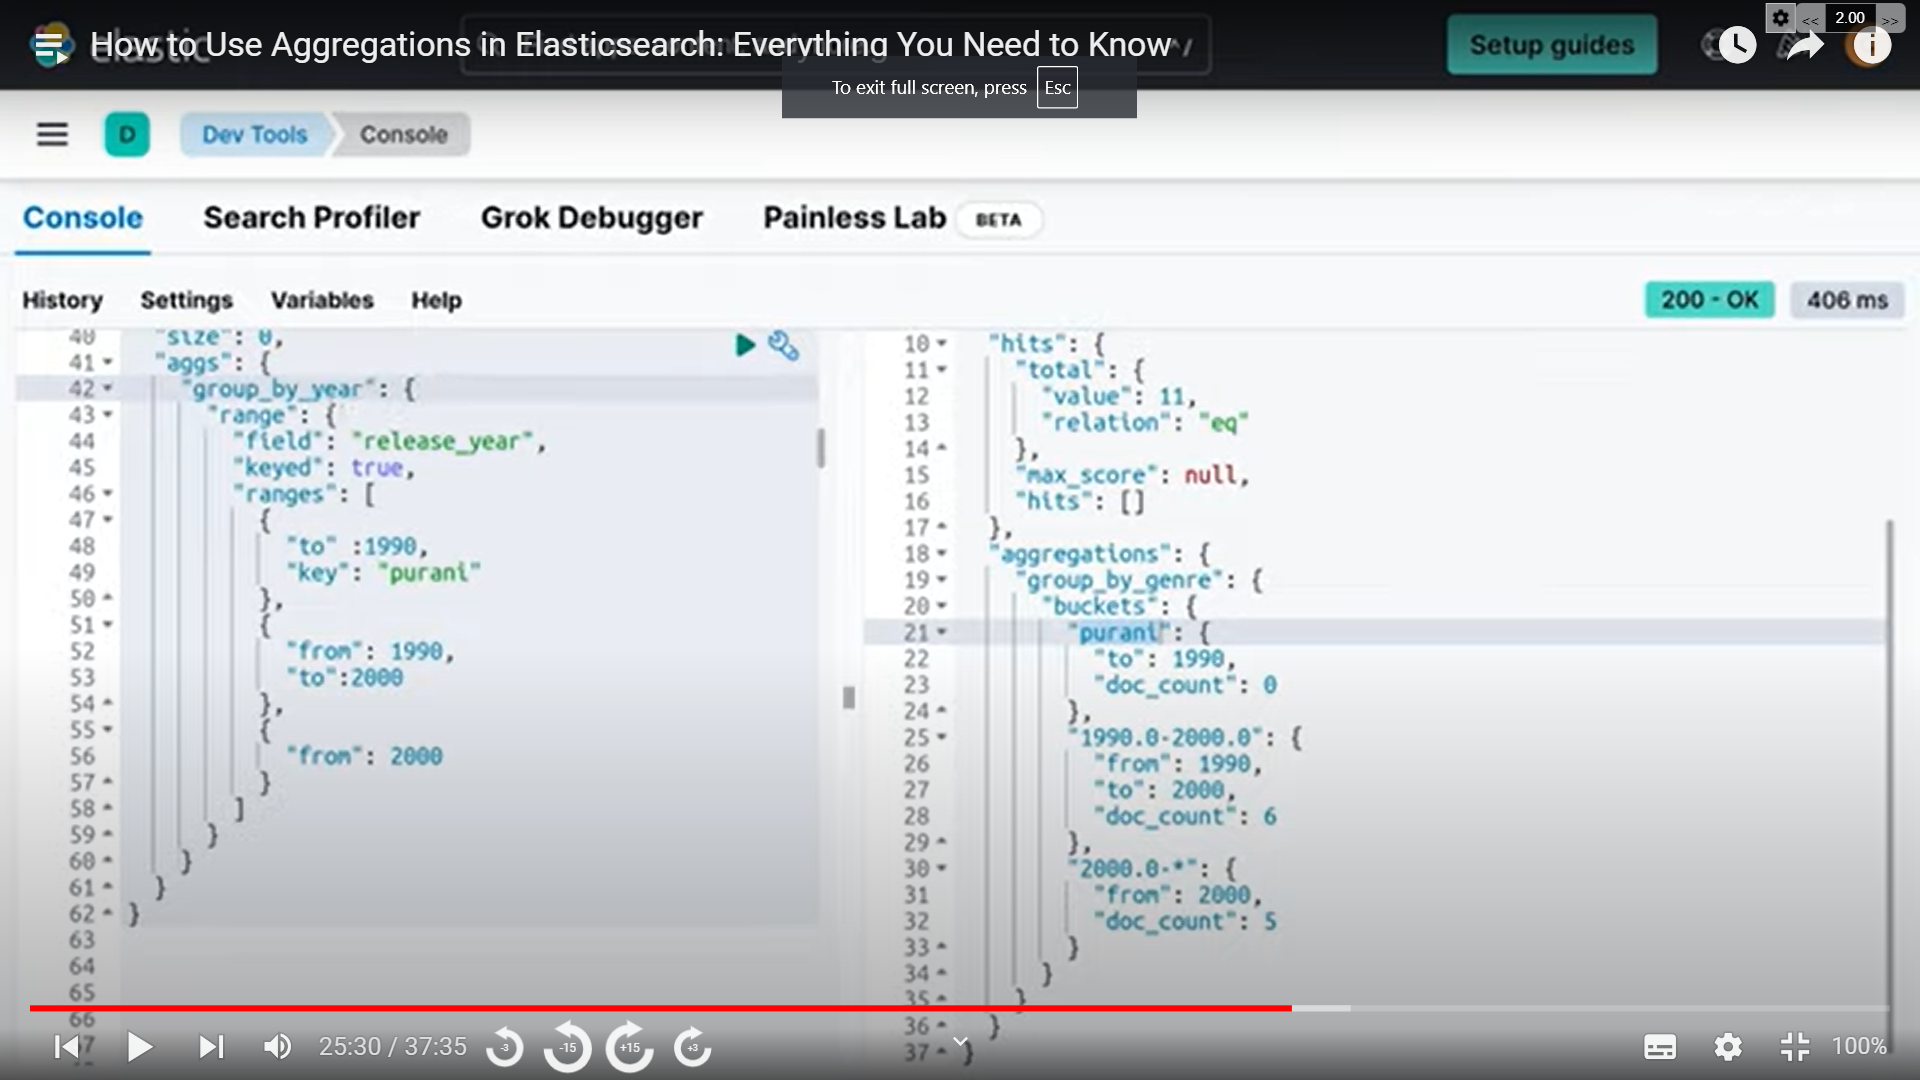 How to Use Aggregations in Elasticsearch: Everything You Need to Know
elastic
/
Setup guides
<< 2.00 >>
To exit full screen, press Esc
D Dev Tools Console
Console Search Profiler Grok Debugger Painless Lab BETA
History Settings Variables Help
200 - OK 406 ms
40 "size": 0,
41 "aggs": {
42 "group_by_year": {
43 "range": {
44 "field": "release_year",
45 "keyed": true,
46 "ranges": [
47 {
48 "to" :1990,
49 "key": "purani"
50 },
51 {
52 "from": 1990,
53 "to":2000
54 },
55 {
56 "from": 2000
57 }
58 ]
59 }
60 }
61 }
62 }
63
64
65
66
10 "hits": {
11 "total": {
12 "value": 11,
13 "relation": "eq"
14 },
15 "max_score": null,
16 "hits": []
17 },
18 "aggregations": {
19 "group_by_genre": {
20 "buckets": {
21 "purani": {
22 "to": 1990,
23 "doc_count": 0
24 },
25 "1990.0-2000.0": {
26 "from": 1990,
27 "to": 2000,
28 "doc_count": 6
29 },
30 "2000.0-*": {
31 "from": 2000,
32 "doc_count": 5
33 }
34 }
35 }
36 }
37 }
25:30 / 37:35
-3 -15 +15 +3
100%